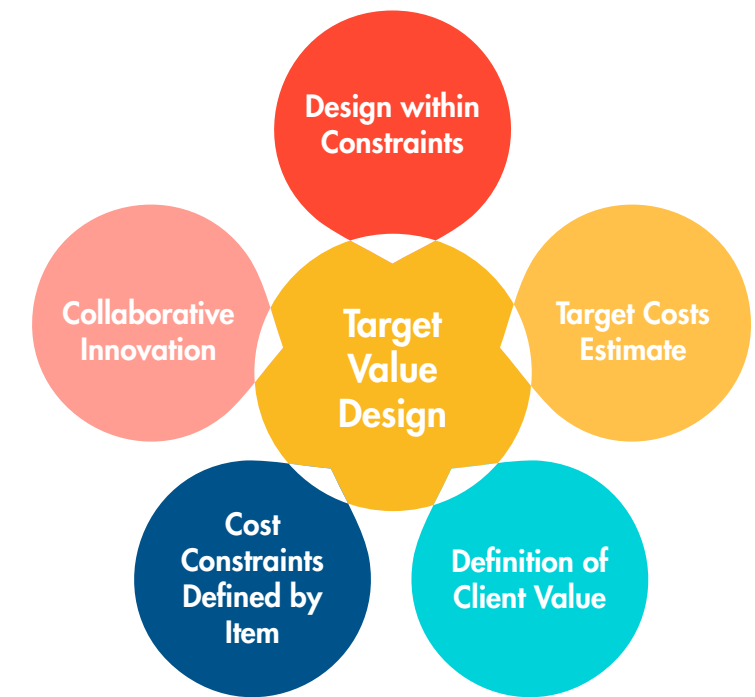 Design within
Constraints
Collaborative
Innovation
Target
Value
Design
Target Costs
Estimate
Cost
Constraints
Defined by
Item
Definition of
Client Value